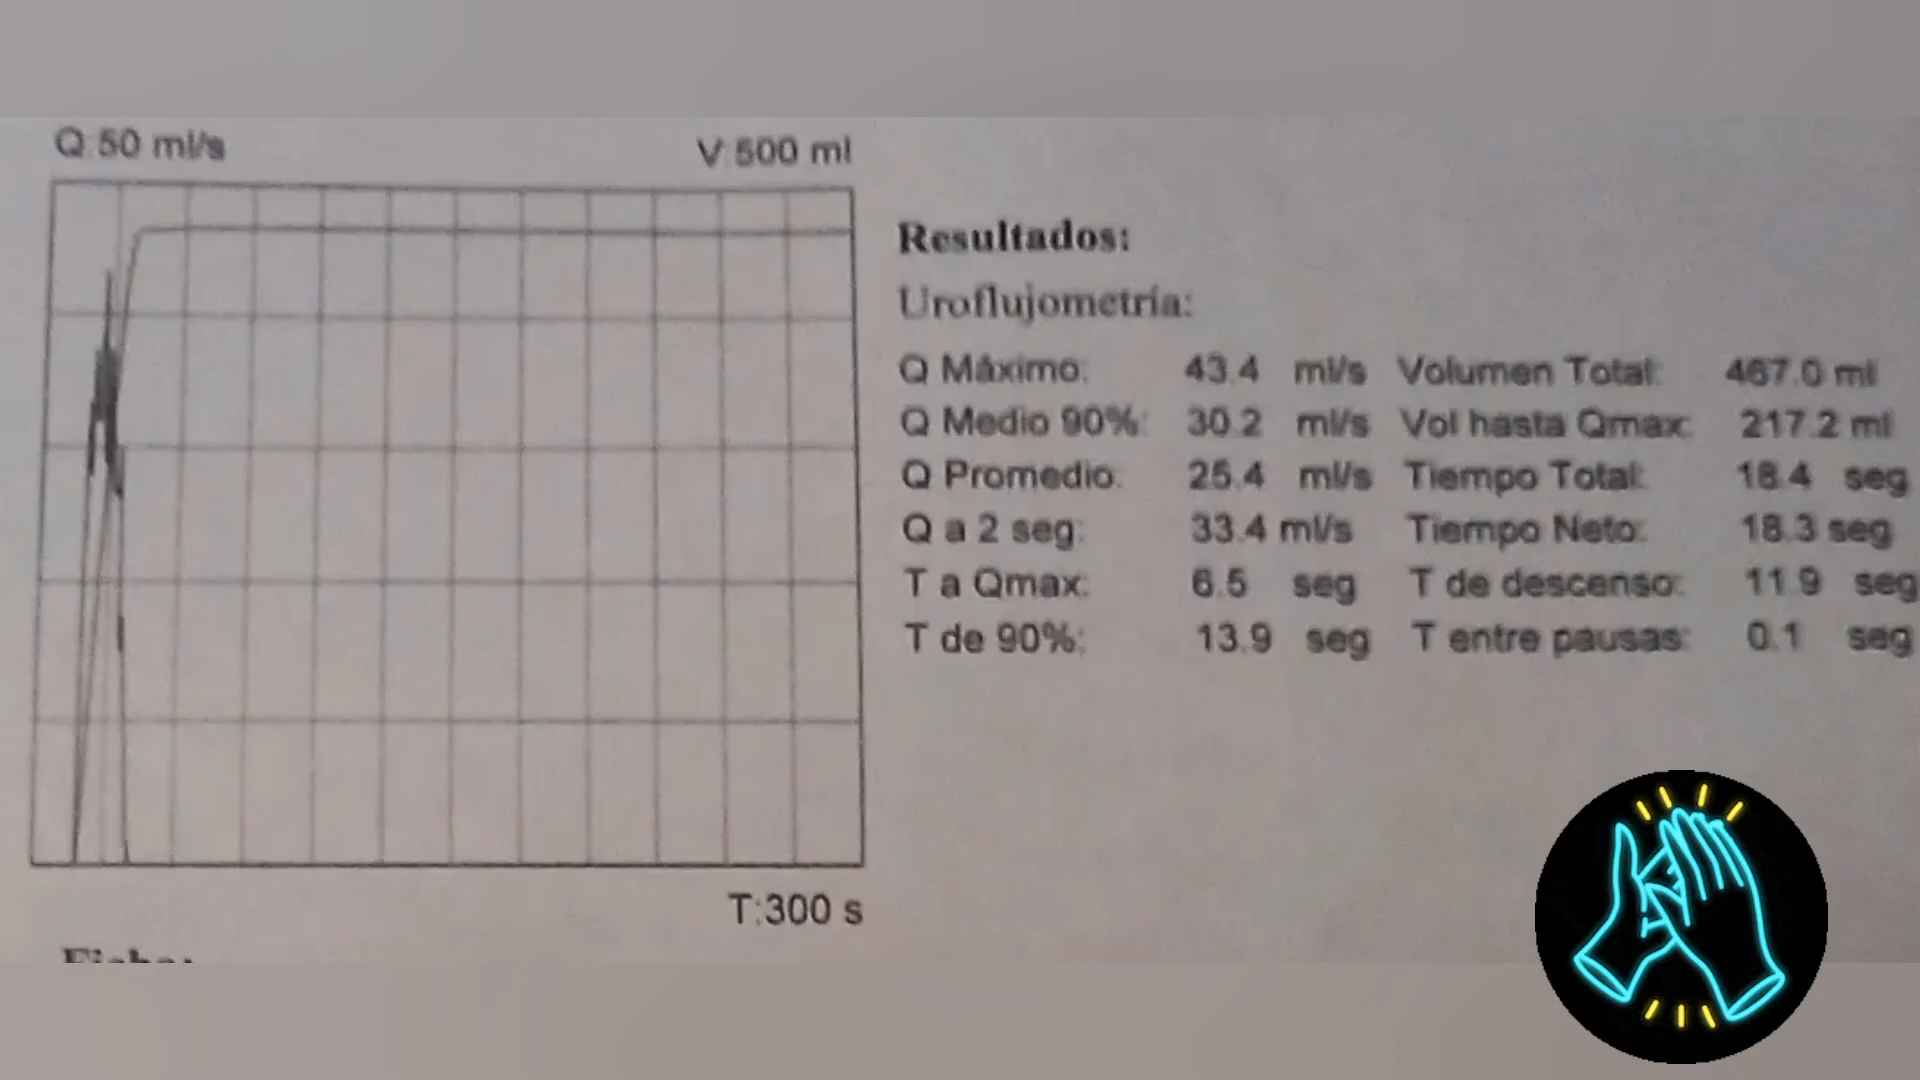 Q:50 ml/s
V:500 ml
Resultados:
Uroflujometría:
Q Máximo: 43.4 ml/s Volumen Total: 467.0 ml
Q Medio 90%: 30.2 ml/s Vol hasta Qmax: 217.2 ml
Q Promedio: 25.4 ml/s Tiempo Total: 18.4 seg
Q a 2 seg: 33.4 ml/s Tiempo Neto: 18.3 seg
T a Qmax: 6.5 seg T de descenso: 11.9 seg
T de 90%: 13.9 seg T entre pausas: 0.1 seg
T:300 s